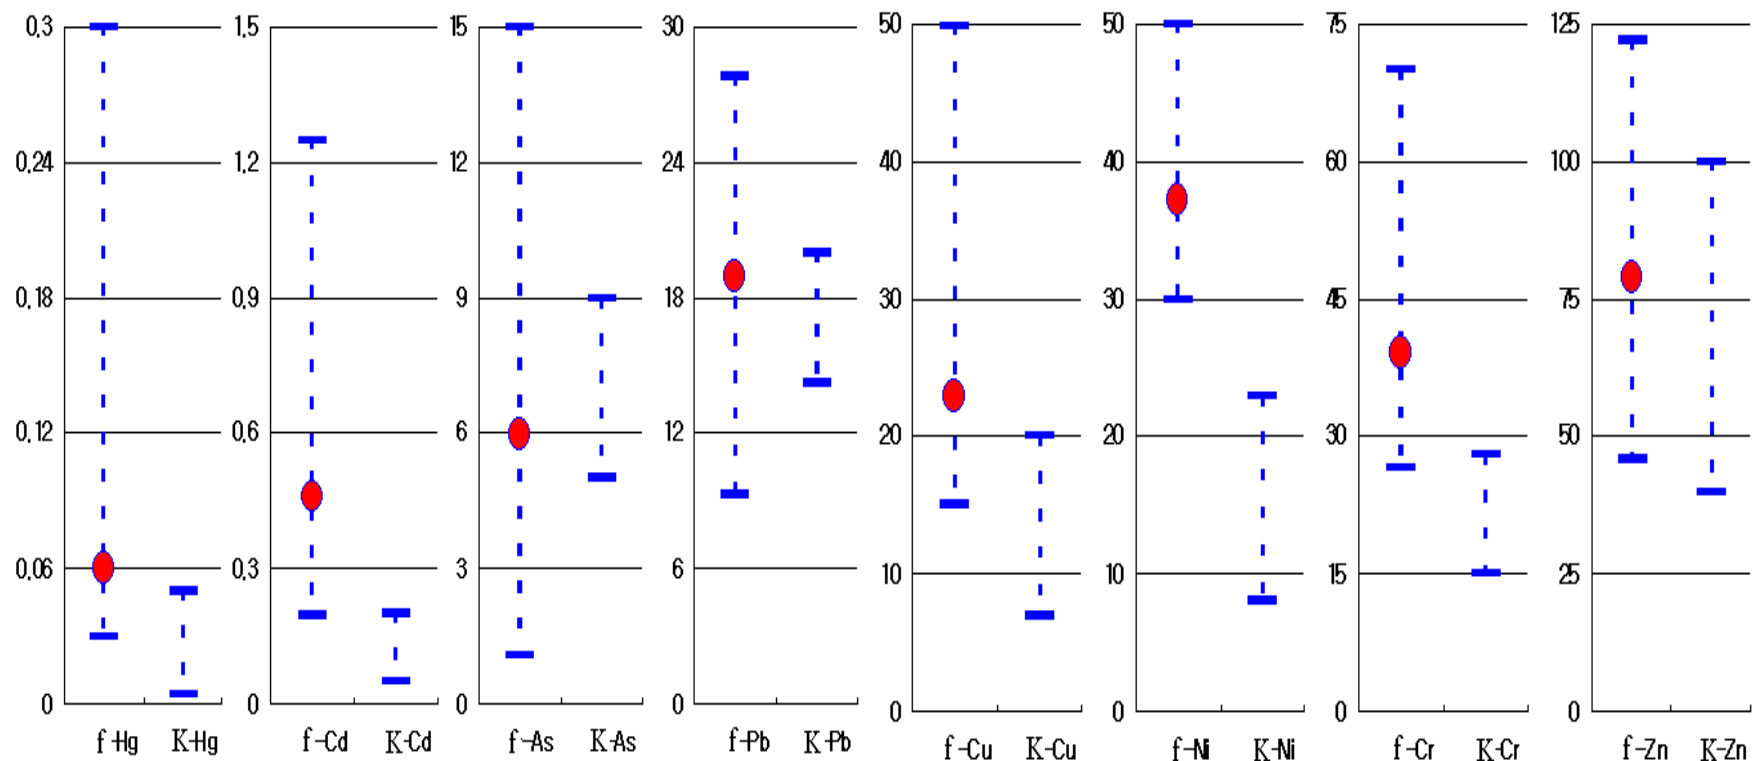 0,3 1,5 15 30 50 50 75 125
0,24 1,2 12 24 40 40 60 100
0,18 0,9 9 18 30 30 45 75
0,12 0,6 6 12 20 20 30 50
0,06 0,3 3 6 10 10 15 25
0 0 0 0 0 0 0 0
f-Hg K-Hg f-Cd K-Cd f-As K-As f-Pb K-Pb f-Cu K-Cu f-Ni K-Ni f-Cr K-Cr f-Zn K-Zn